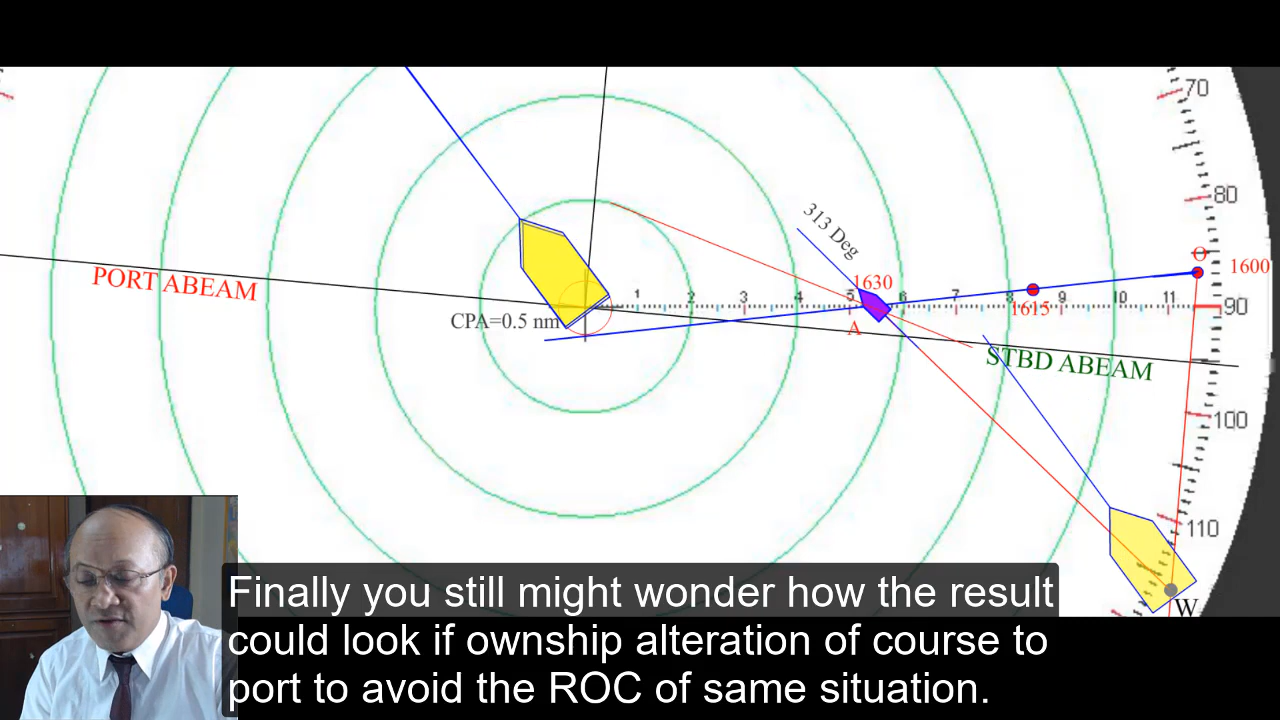 70
80
313 Deg
O
1600
PORT ABEAM
1630
1 2 3 4 5 6 7 8 9 10 11 90
1615
CPA=0.5 nm
A
STBD ABEAM
100
110
W
Finally you still might wonder how the result
could look if ownship alteration of course to
port to avoid the ROC of same situation.